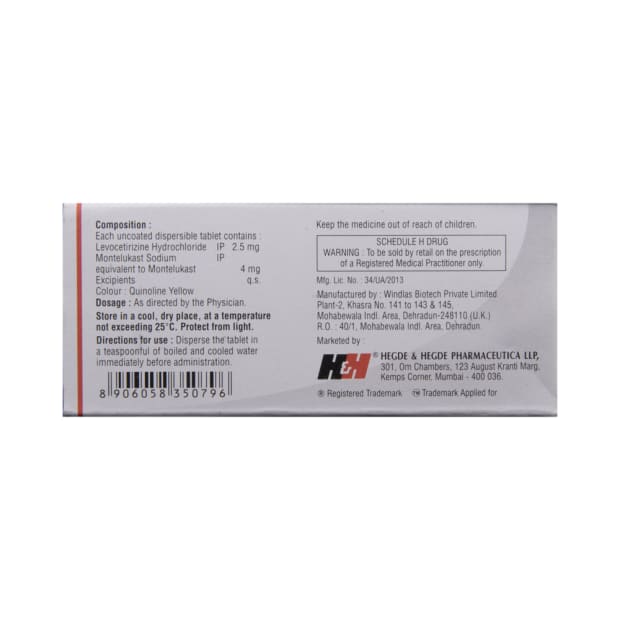 Composition :
Each uncoated dispersible tablet contains :
Levocetirizine Hydrochloride IP 2.5 mg
Montelukast Sodium IP
equivalent to Montelukast 4 mg
Excipients q.s.
Colour : Quinoline Yellow
Dosage : As directed by the Physician.
Store in a cool, dry place, at a temperature
not exceeding 25°C. Protect from light.
Directions for use : Disperse the tablet in
a teaspoonful of boiled and cooled water
immediately before administration.
8 906058 350796
Keep the medicine out of reach of children.
SCHEDULE H DRUG
WARNING : To be sold by retail on the prescription
of a Registered Medical Practitioner only.
Mfg. Lic. No. : 34/UA/2013
Manufactured by : Windlas Biotech Private Limited
Plant-2, Khasra No. 141 to 143 & 145,
Mohabewala Indl. Area, Dehradun-248110 (U.K.)
R.O. : 40/1, Mohabewala Indl. Area, Dehradun.
Marketed by :
H&H ® HEGDE & HEGDE PHARMACEUTICA LLP,
301, Om Chambers, 123 August Kranti Marg,
Kemps Corner, Mumbai - 400 036.
® Registered Trademark ™ Trademark Applied for